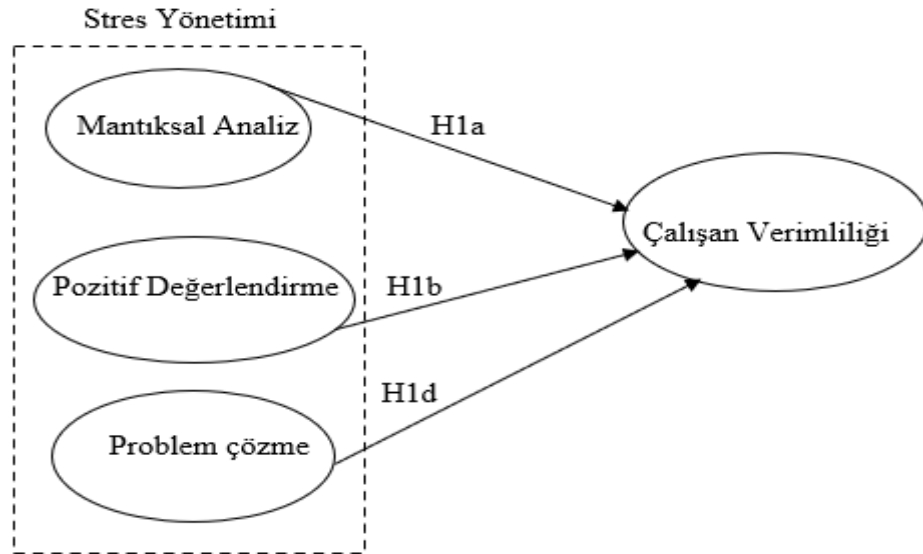 Stres Yönetimi
Mantıksal Analiz
H1a
Çalışan Verimliliği
Pozitif Değerlendirme
H1b
H1d
Problem çözme